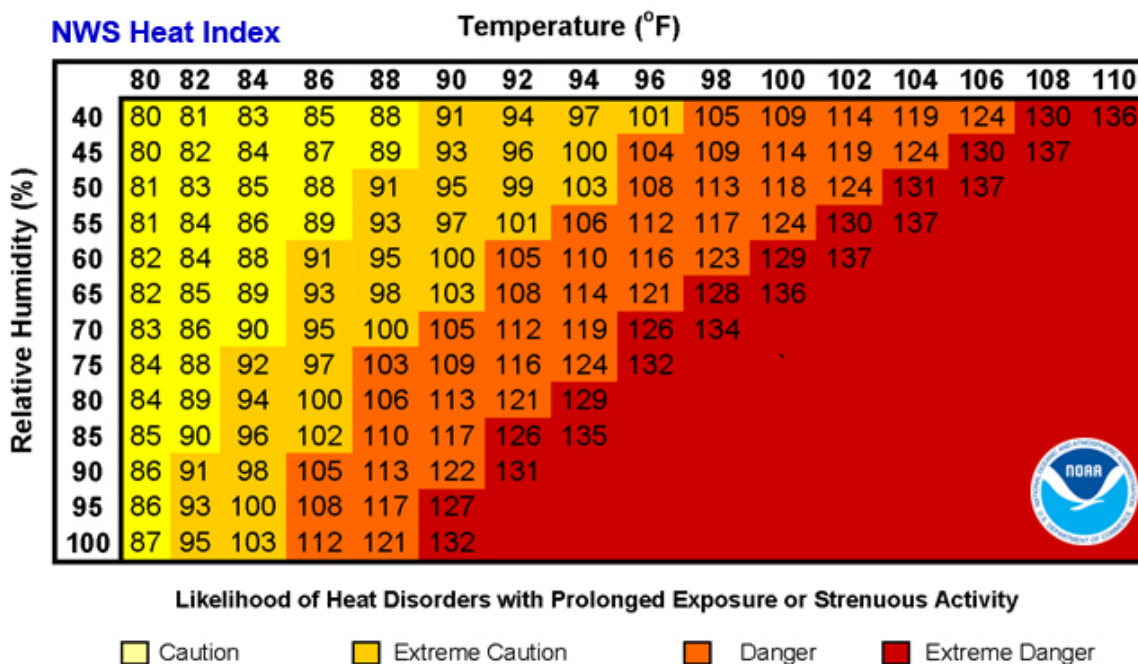 NWS Heat Index
Temperature (°F)
80 82 84 86 88 90 92 94 96 98 100 102 104 106 108 110
Relative Humidity (%)
40 80 81 83 85 88 91 94 97 101 105 109 114 119 124 130 136
45 80 82 84 87 89 93 96 100 104 109 114 119 124 130 137
50 81 83 85 88 91 95 99 103 108 113 118 124 131 137
55 81 84 86 89 93 97 101 106 112 117 124 130 137
60 82 84 88 91 95 100 105 110 116 123 129 137
65 82 85 89 93 98 103 108 114 121 128 136
70 83 86 90 95 100 105 112 119 126 134
75 84 88 92 97 103 109 116 124 132
80 84 89 94 100 106 113 121 129
85 85 90 96 102 110 117 126 135
90 86 91 98 105 113 122 131
95 86 93 100 108 117 127
100 87 95 103 112 121 132
NOAA
Likelihood of Heat Disorders with Prolonged Exposure or Strenuous Activity
Caution Extreme Caution Danger Extreme Danger